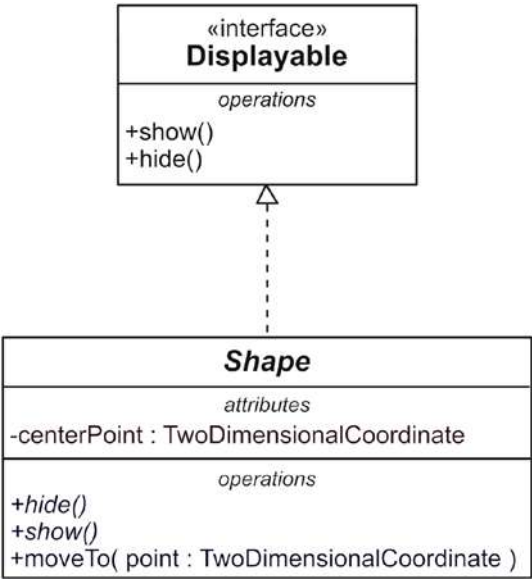 «interface»
Displayable
operations
+show()
+hide()
Shape
attributes
-centerPoint : TwoDimensionalCoordinate
operations
+hide()
+show()
+moveTo( point : TwoDimensionalCoordinate )